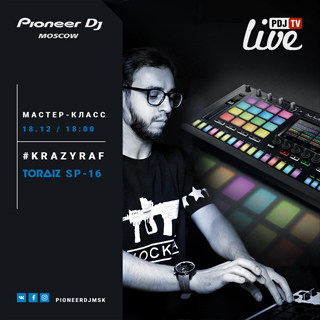 Pioneer Dj
MOSCOW
PDJ TV
live
МАСТЕР-КЛАСС
18.12 / 18:00
#KRAZYRAF
TORAIZ SP-16
PIONEERDJMSK